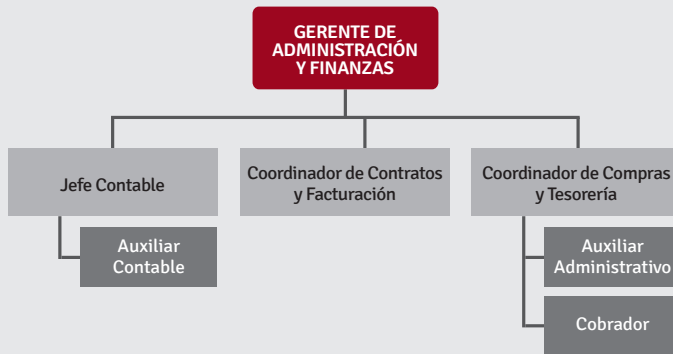 GERENTE DE
ADMINISTRACIÓN
Y FINANZAS
Jefe Contable
Coordinador de Contratos
y Facturación
Coordinador de Compras
y Tesorería
Auxiliar
Contable
Auxiliar
Administrativo
Cobrador